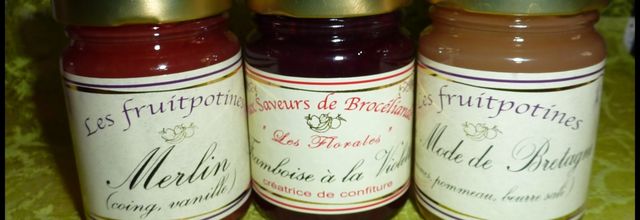 Les fruitpotines
Merlin
(coing, vanille)
Aux Saveurs de Brocéliande
"Les Florales"
Framboise à la Violette
créatrice de confiture
Les fruitpotines
Mode de Bretagne
pommeau, beurre salé)